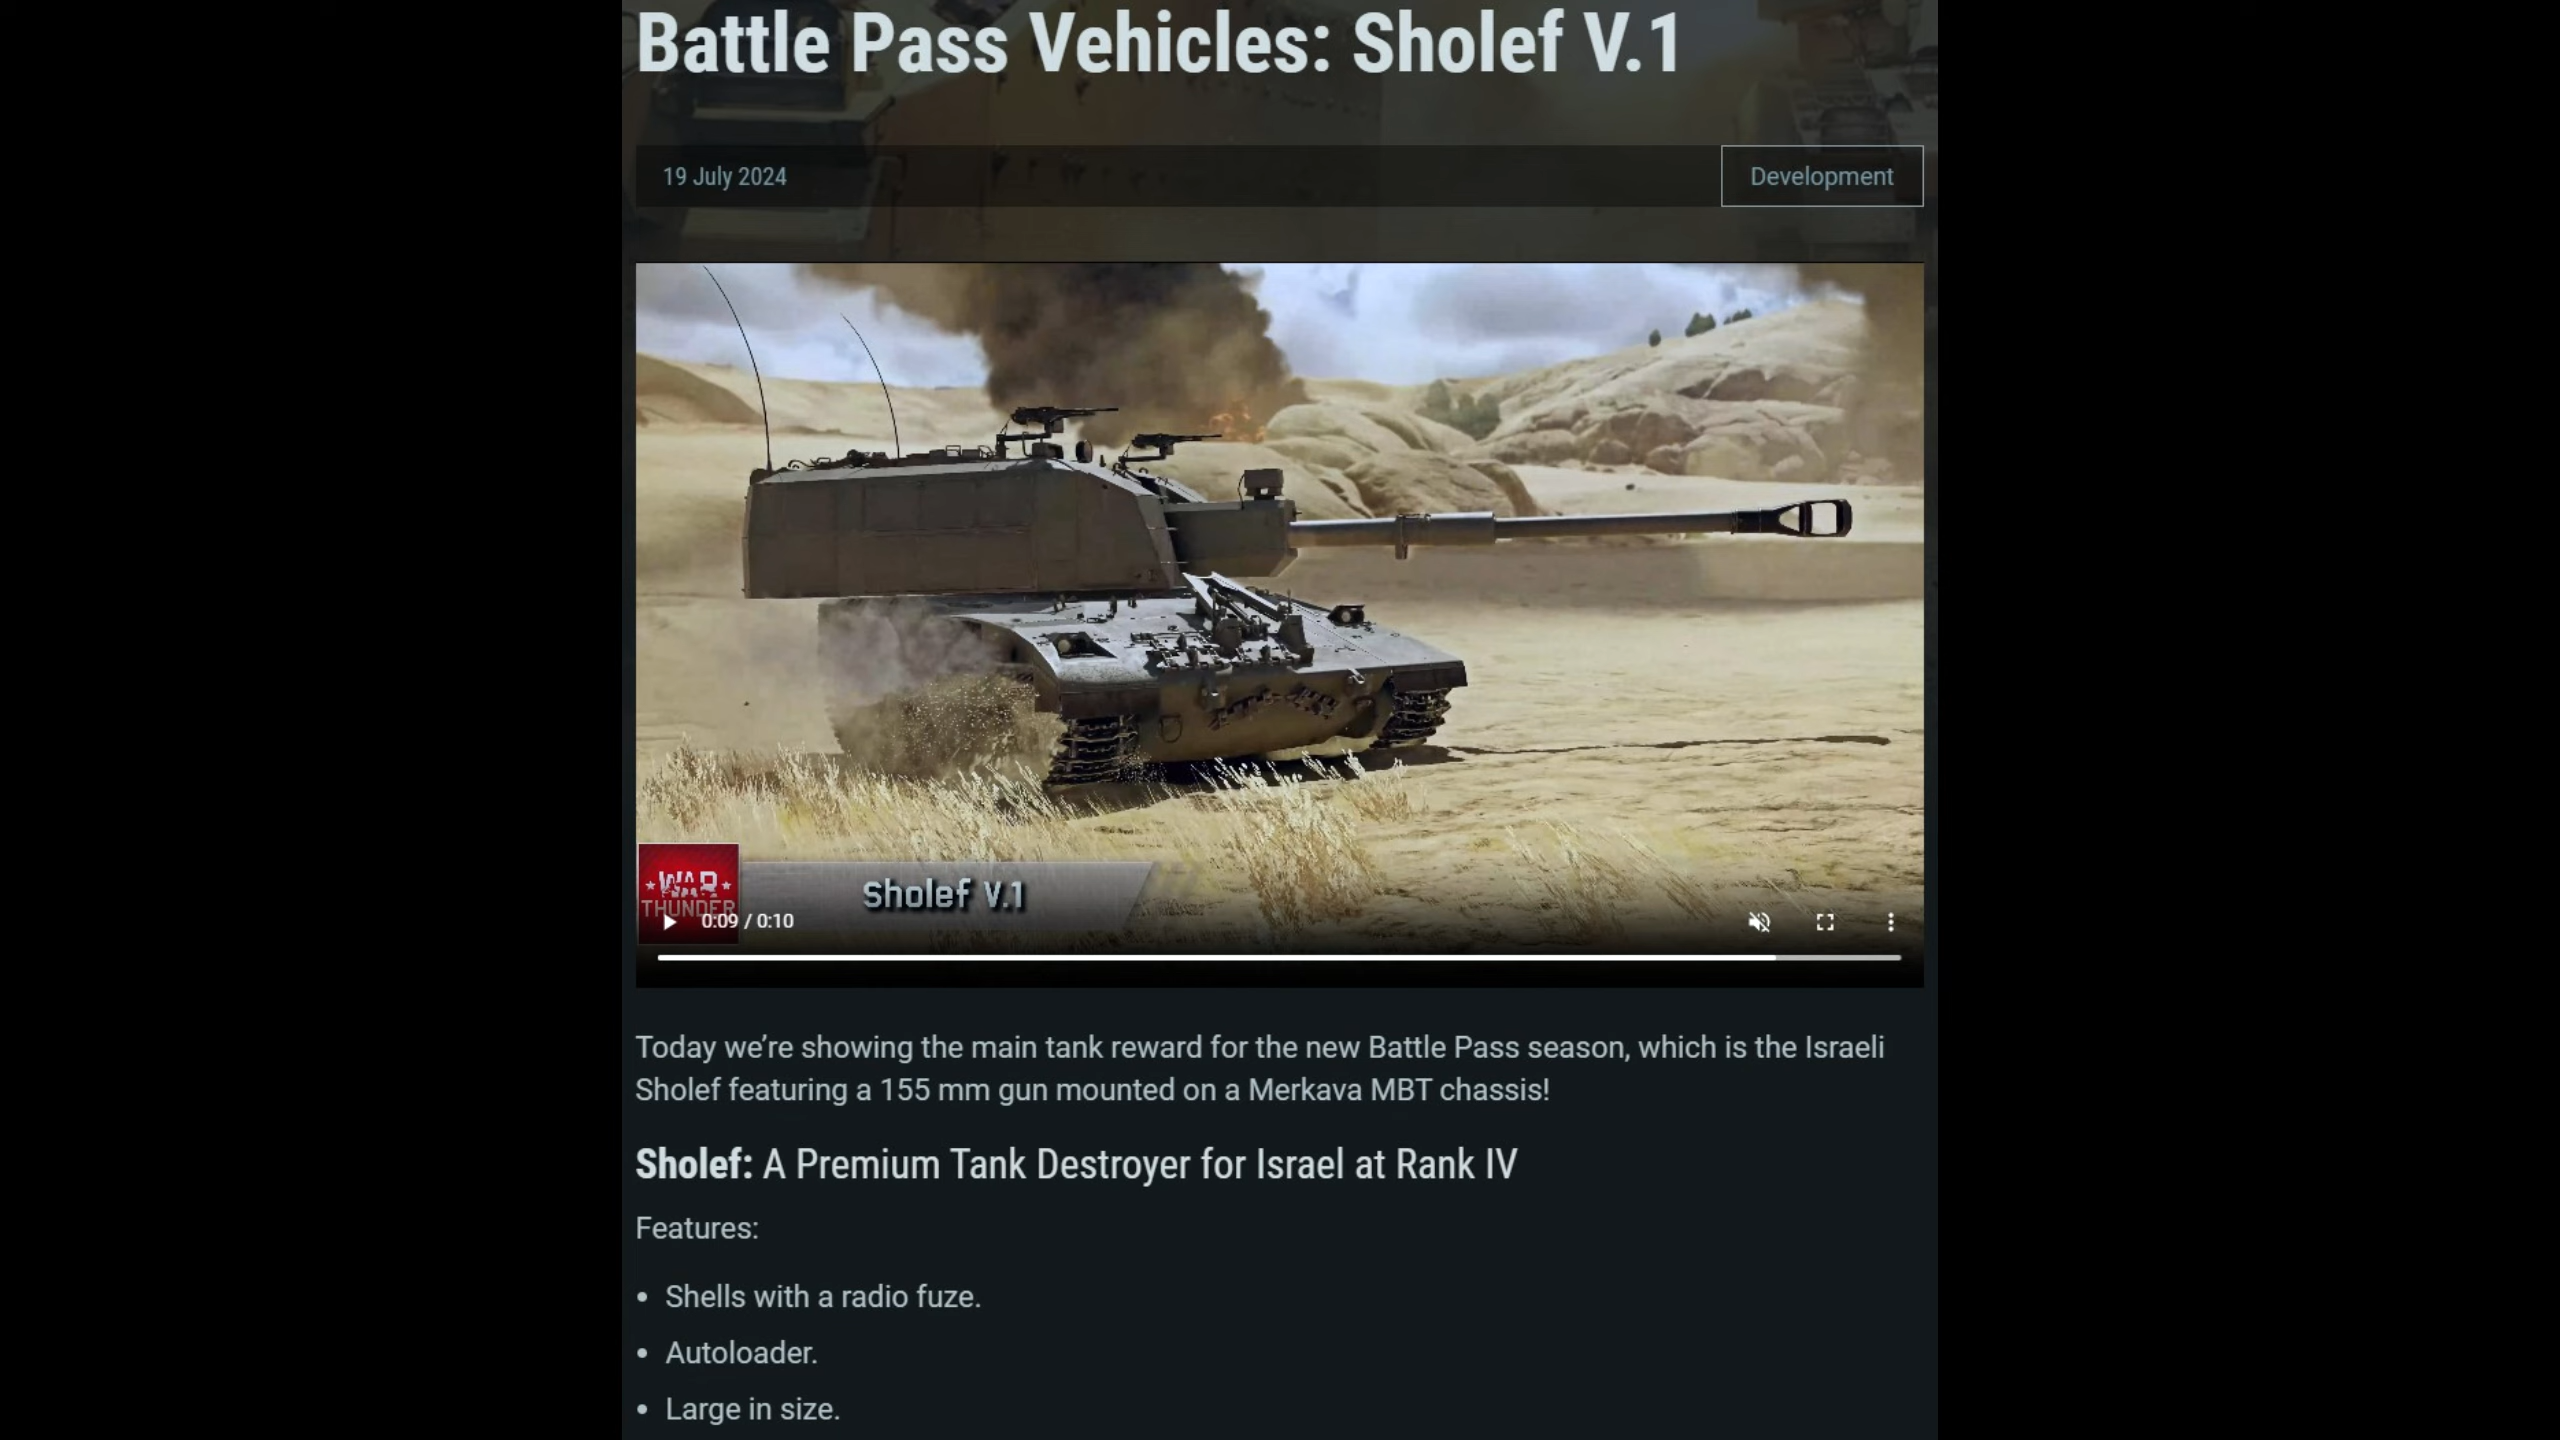 Battle Pass Vehicles: Sholef V.1
19 July 2024
Development
Sholef V.1
WAR
THUNDER
0:09 / 0:10
Today we’re showing the main tank reward for the new Battle Pass season, which is the Israeli
Sholef featuring a 155 mm gun mounted on a Merkava MBT chassis!
Sholef: A Premium Tank Destroyer for Israel at Rank IV
Features:
• Shells with a radio fuze.
• Autoloader.
• Large in size.